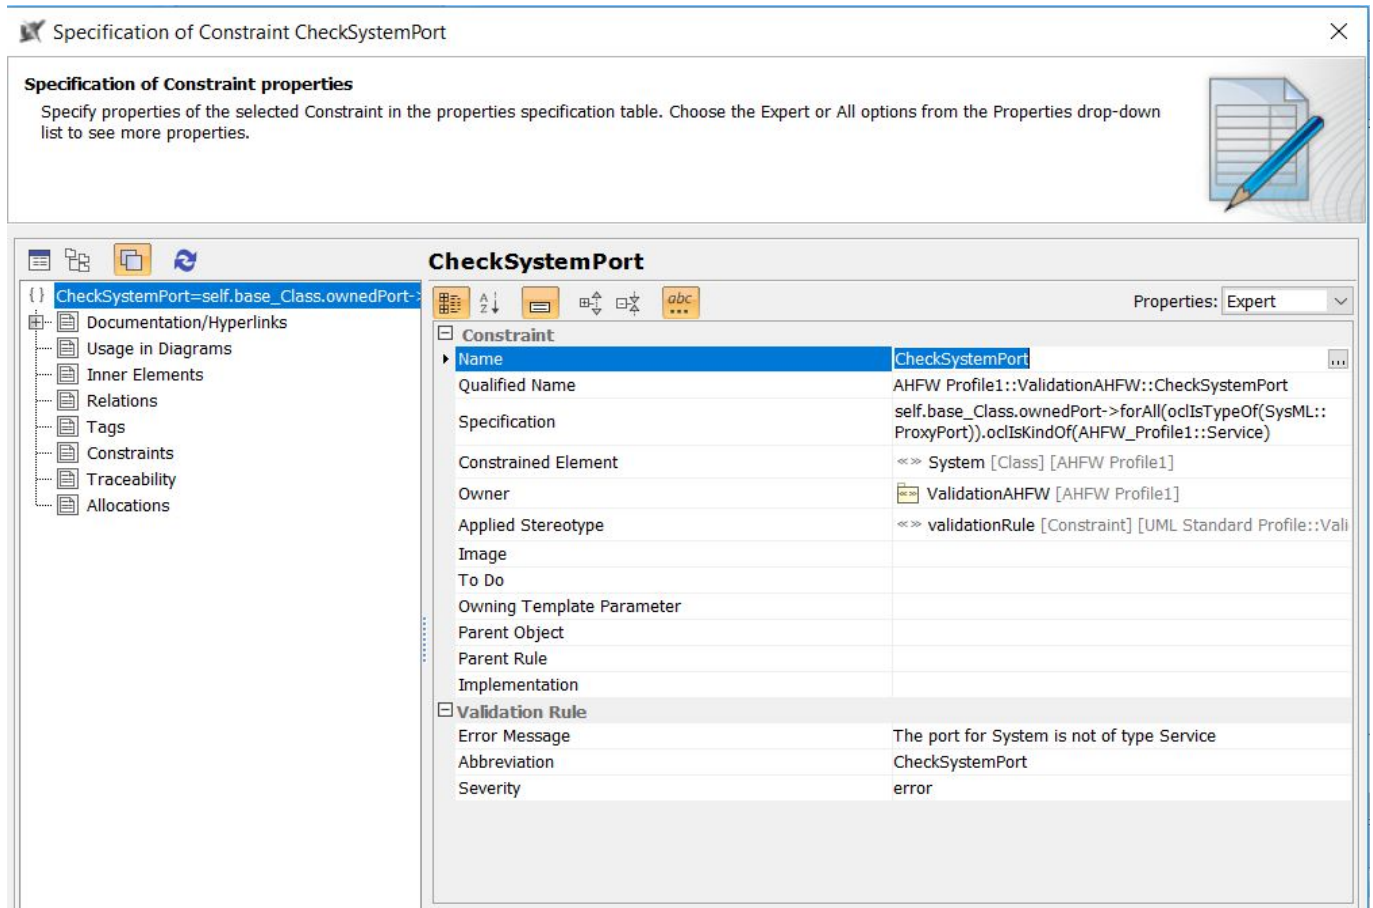 Specification of Constraint CheckSystemPort
Specification of Constraint properties
Specify properties of the selected Constraint in the properties specification table. Choose the Expert or All options from the Properties drop-down
list to see more properties.
CheckSystemPort
{ } CheckSystemPort=self.base_Class.ownedPort->
Documentation/Hyperlinks
Usage in Diagrams
Inner Elements
Relations
Tags
Constraints
Traceability
Allocations
A
Z
abc
Properties: Expert
Constraint
Name CheckSystemPort ...
Qualified Name AHFW Profile1::ValidationAHFW::CheckSystemPort
Specification self.base_Class.ownedPort->forAll(oclIsTypeOf(SysML::
ProxyPort)).oclIsKindOf(AHFW_Profile1::Service)
Constrained Element «» System [Class] [AHFW Profile1]
Owner «» ValidationAHFW [AHFW Profile1]
Applied Stereotype «» validationRule [Constraint] [UML Standard Profile::Vali
Image
To Do
Owning Template Parameter
Parent Object
Parent Rule
Implementation
Validation Rule
Error Message The port for System is not of type Service
Abbreviation CheckSystemPort
Severity error